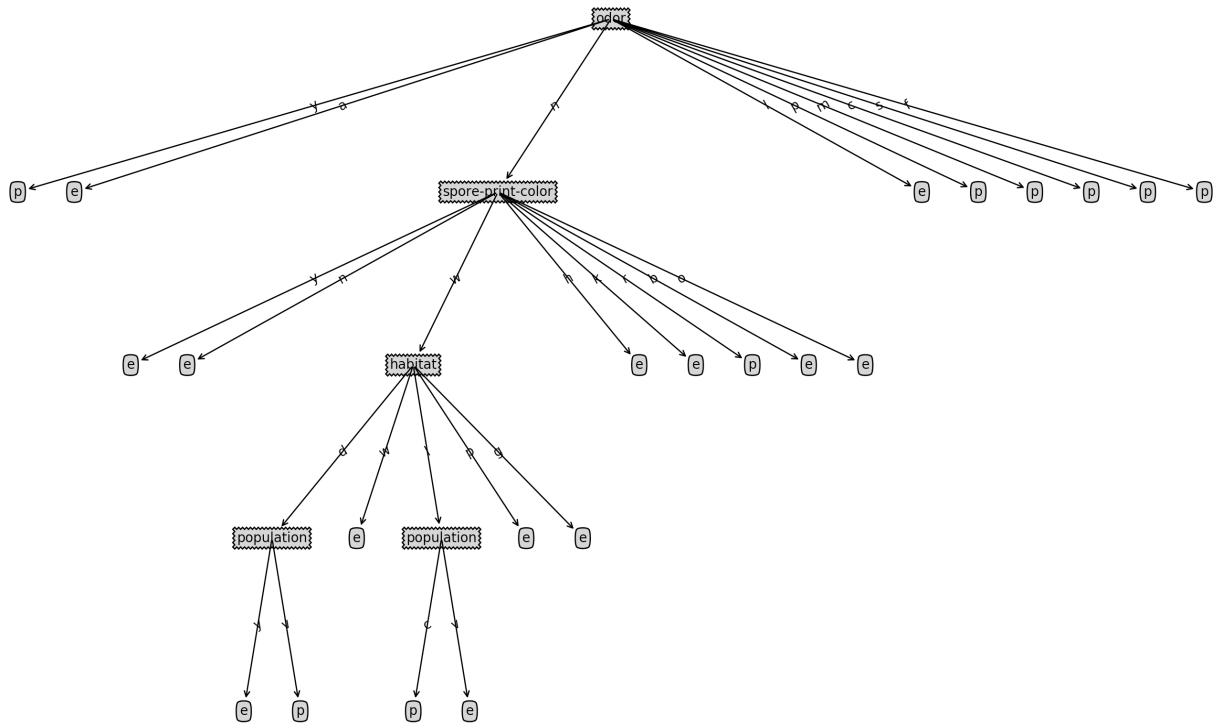 odor
y a n l p m c s f
p e spore-print-color e p p p p p
y n w n k r b o
e e habitat e e p e e
d w l p g
population e population e e
y v c v
e p p e